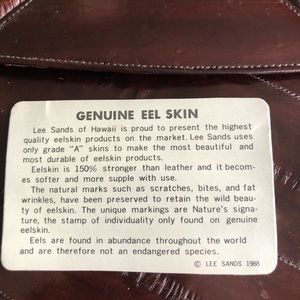 GENUINE EEL SKIN
Lee Sands of Hawaii is proud to present the highest
quality eelskin products on the market. Lee Sands uses
only grade "A" skins to make the most beautiful and
most durable of eelskin products.
Eelskin is 150% stronger than leather and it becom-
es softer and more supple with use.
The natural marks such as scratches, bites, and fat
wrinkles, have been preserved to retain the wild beau-
ty of eelskin. The unique markings are Nature's signa-
ture, the stamp of individuality only found on genuine
eelskin.
Eels are found in abundance throughout the world
and are therefore not an endangered species.
© LEE SANDS 1988